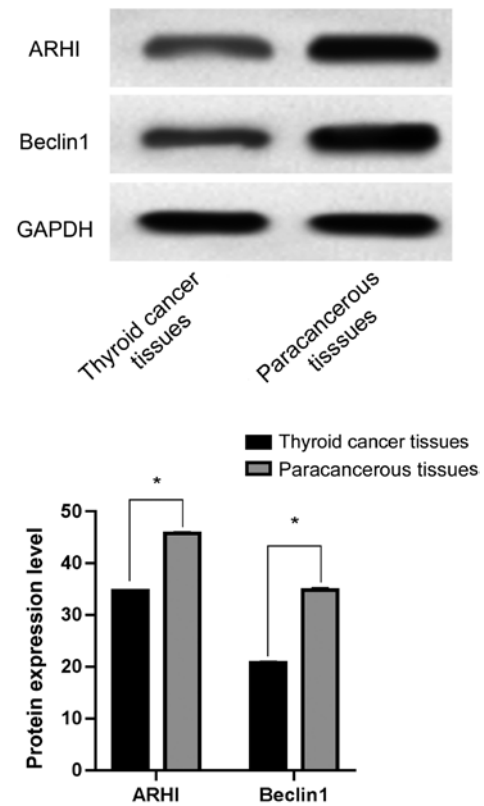 ARHI
Beclin1
GAPDH
Thyroid cancer
tissues
Paracancerous
tisssues
Thyroid cancer tissues
Paracancerous tissues
*
*
50
40
30
20
10
0
Protein expression level
ARHI
Beclin1